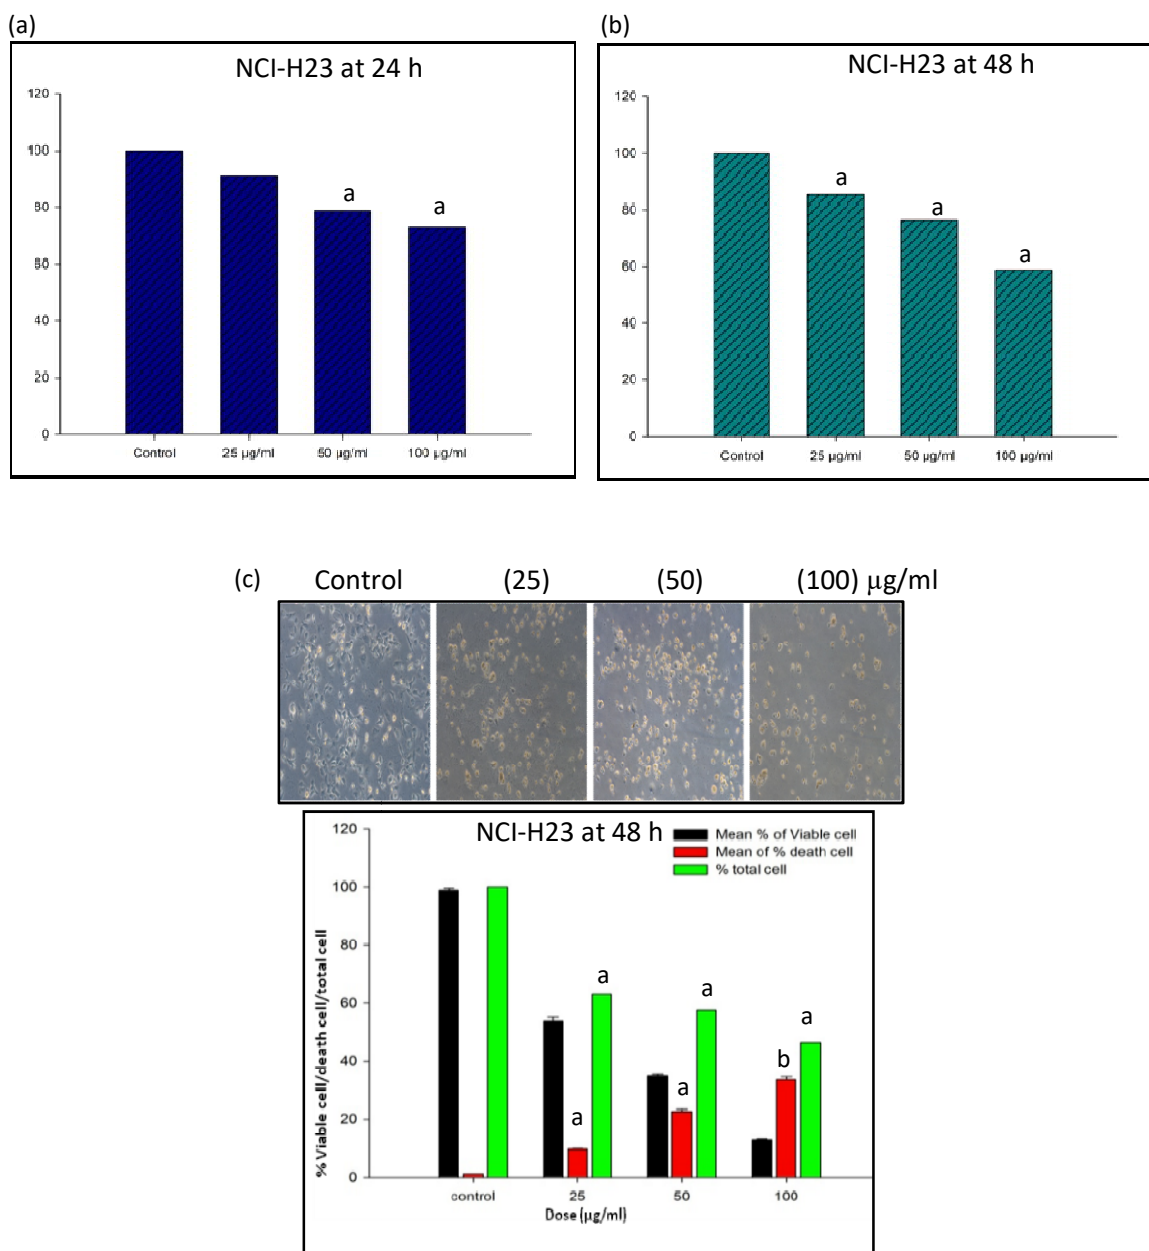 (a)
NCI-H23 at 24 h
120
100
80
60
40
20
0
a
a
Control
25 µg/ml
50 µg/ml
100 µg/ml
(b)
NCI-H23 at 48 h
120
100
80
60
40
20
0
a
a
a
Control
25 µg/ml
50 µg/ml
100 µg/ml
(c)
Control
(25)
(50)
(100) µg/ml
NCI-H23 at 48 h
Mean % of Viable cell
Mean of % death cell
% total cell
% Viable cell/death cell/total cell
120
100
80
60
40
20
0
a
a
a
a
b
a
control
25
50
100
Dose (µg/ml)